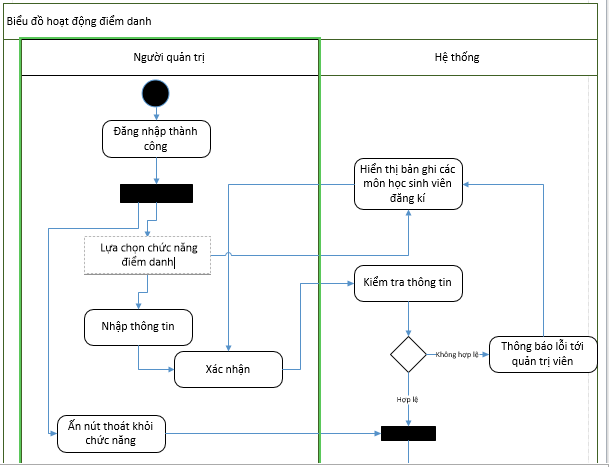 Biểu đồ hoạt động điểm danh
Người quản trị
Hệ thống
Đăng nhập thành
công
Hiển thị bản ghi các
môn học sinh viên
đăng kí
Lựa chọn chức năng
điểm danh
Kiểm tra thông tin
Nhập thông tin
Không hợp lệ
Thông báo lỗi tới
quản trị viên
Xác nhận
Hợp lệ
Ấn nút thoát khỏi
chức năng